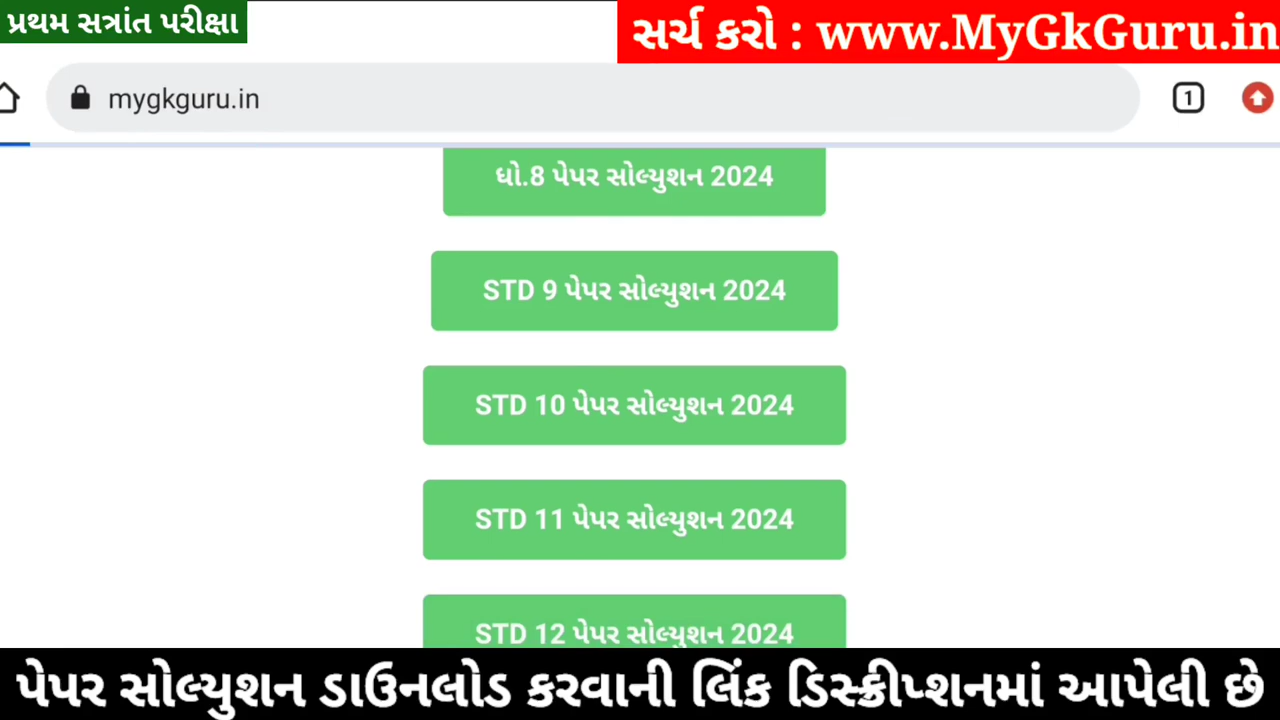 પ્રથમ સત્રાંત પરીક્ષા
સર્ચ કરો : www.MyGkGuru.in
mygkguru.in
1
ધો.8 પેપર સોલ્યુશન 2024
STD 9 પેપર સોલ્યુશન 2024
STD 10 પેપર સોલ્યુશન 2024
STD 11 પેપર સોલ્યુશન 2024
STD 12 પેપર સોલ્યુશન 2024
પેપર સોલ્યુશન ડાઉનલોડ કરવાની લિંક ડિસ્ક્રીપ્શનમાં આપેલી છે